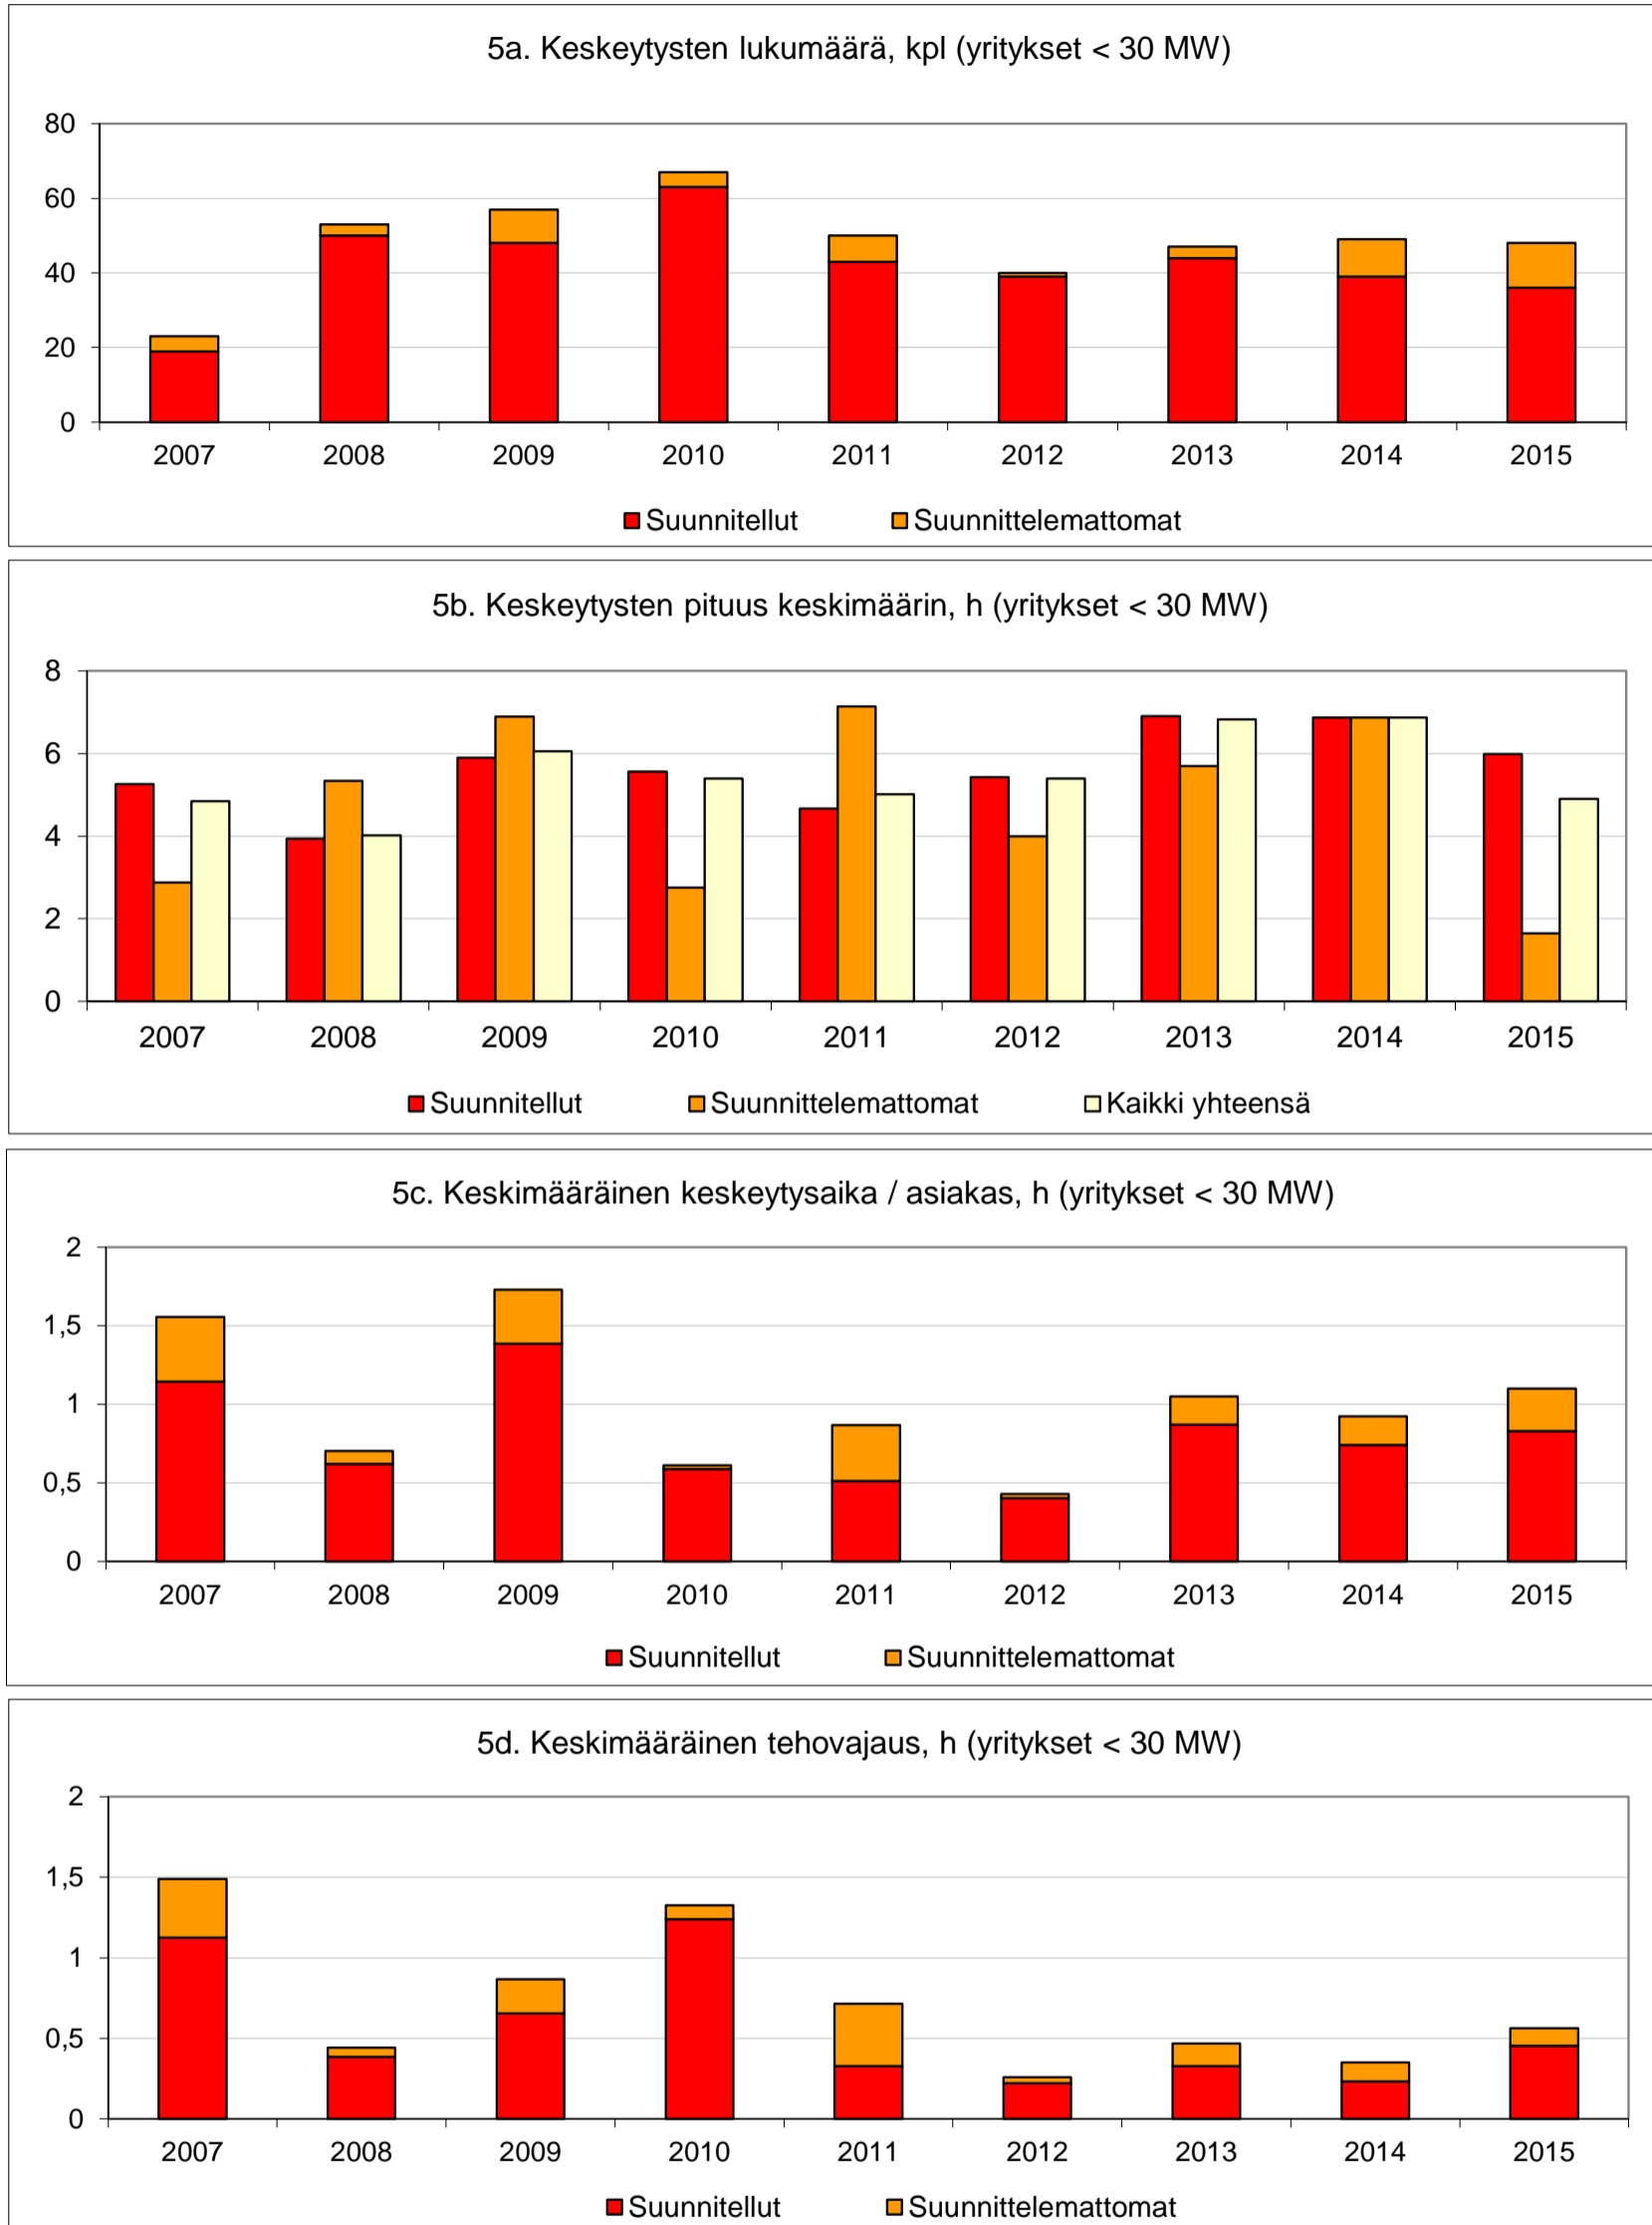 5a. Keskeytysten lukumäärä, kpl (yritykset < 30 MW)
80
60
40
20
0
2007 2008 2009 2010 2011 2012 2013 2014 2015
Suunnitellut Suunnittelemattomat
5b. Keskeytysten pituus keskimäärin, h (yritykset < 30 MW)
8
6
4
2
0
2007 2008 2009 2010 2011 2012 2013 2014 2015
Suunnitellut Suunnittelemattomat Kaikki yhteensä
5c. Keskimääräinen keskeytysaika / asiakas, h (yritykset < 30 MW)
2
1,5
1
0,5
0
2007 2008 2009 2010 2011 2012 2013 2014 2015
Suunnitellut Suunnittelemattomat
5d. Keskimääräinen tehovajaus, h (yritykset < 30 MW)
2
1,5
1
0,5
0
2007 2008 2009 2010 2011 2012 2013 2014 2015
Suunnitellut Suunnittelemattomat